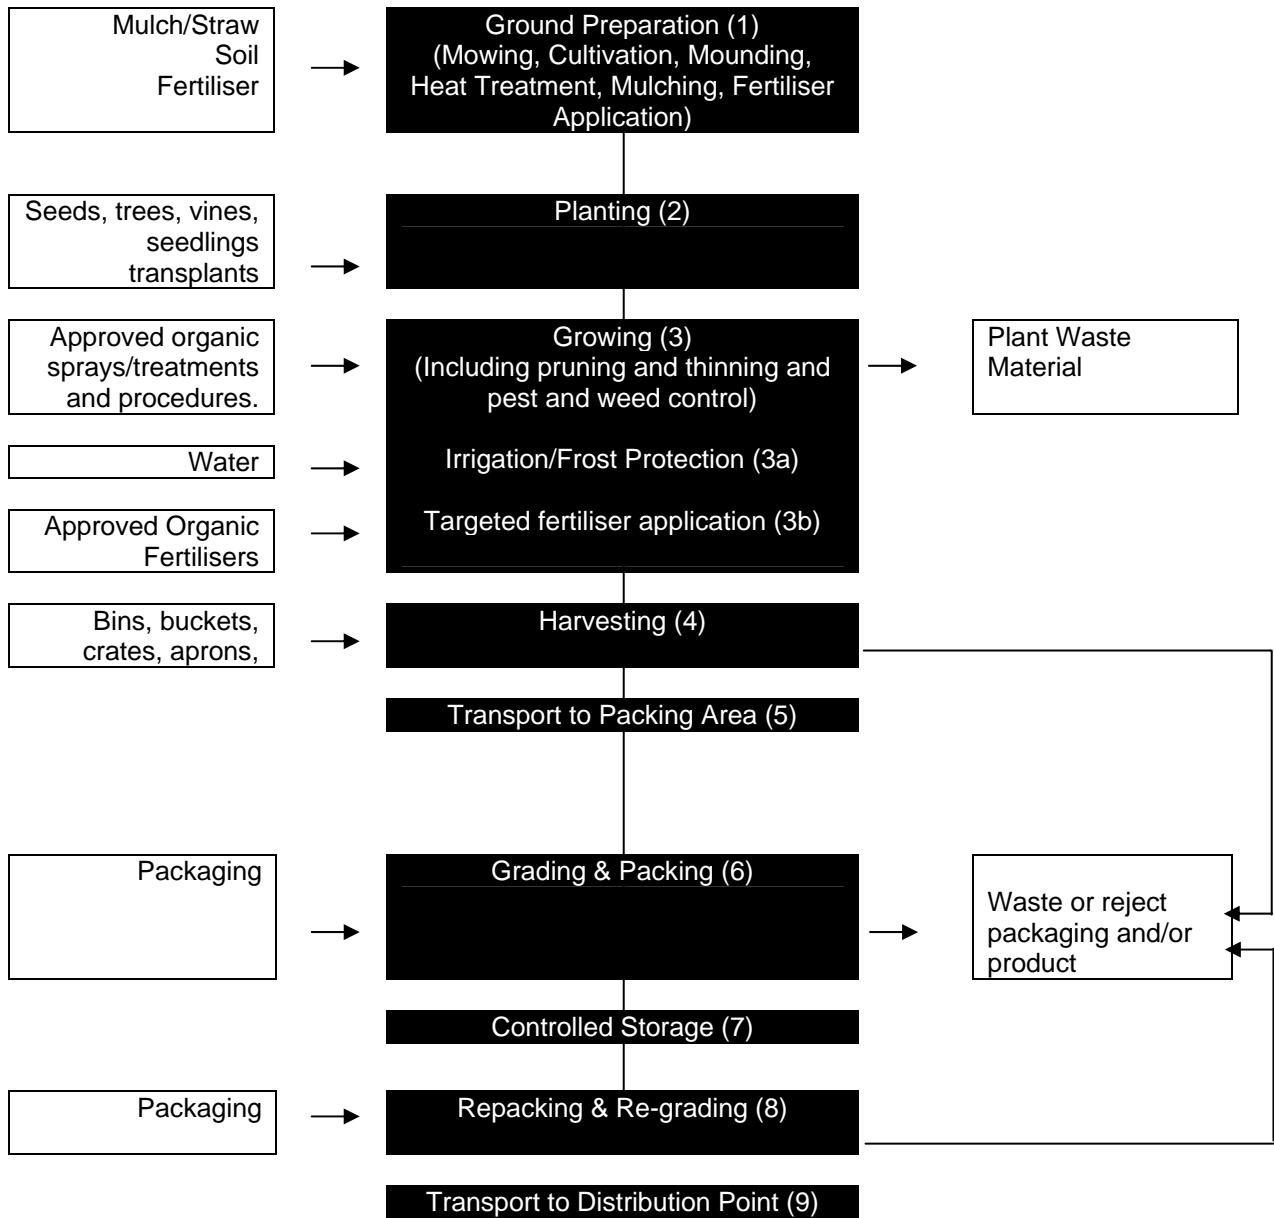 Mulch/Straw
Soil
Fertiliser
Ground Preparation (1)
(Mowing, Cultivation, Mounding,
Heat Treatment, Mulching, Fertiliser
Application)
Seeds, trees, vines,
seedlings
transplants
Planting (2)
Approved organic
sprays/treatments
and procedures.
Growing (3)
(Including pruning and thinning and
pest and weed control)
Plant Waste
Material
Water
Irrigation/Frost Protection (3a)
Approved Organic
Fertilisers
Targeted fertiliser application (3b)
Bins, buckets,
crates, aprons,
Harvesting (4)
Transport to Packing Area (5)
Packaging
Grading & Packing (6)
Waste or reject
packaging and/or
product
Controlled Storage (7)
Packaging
Repacking & Re-grading (8)
Transport to Distribution Point (9)